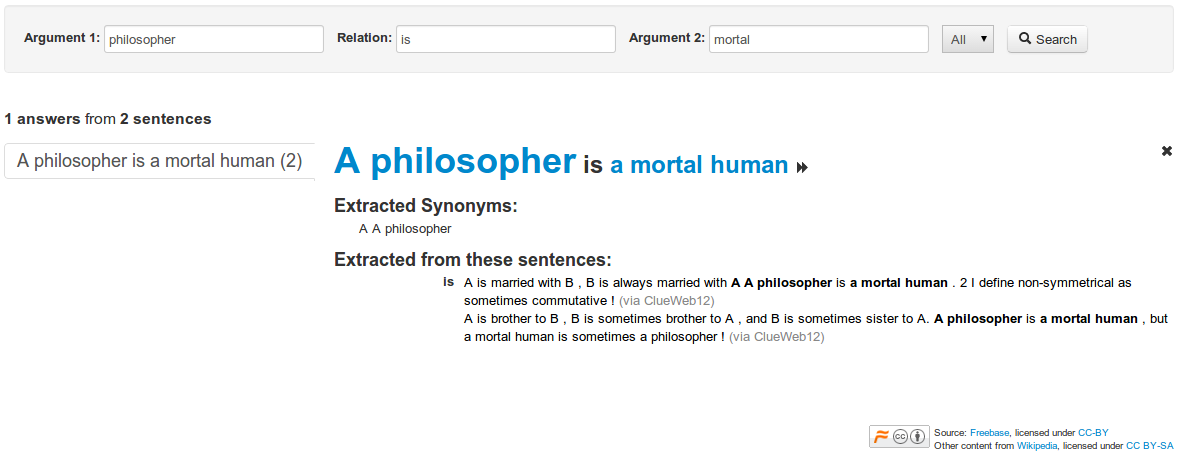 Argument 1: philosopher Relation: is Argument 2: mortal All Search
1 answers from 2 sentences
A philosopher is a mortal human (2)
A philosopher is a mortal human
Extracted Synonyms:
A A philosopher
Extracted from these sentences:
is A is married with B , B is always married with A A philosopher is a mortal human . 2 I define non-symmetrical as
sometimes commutative ! (via ClueWeb12)
A is brother to B , B is sometimes brother to A , and B is sometimes sister to A. A philosopher is a mortal human , but
a mortal human is sometimes a philosopher ! (via ClueWeb12)
Source: Freebase, licensed under CC-BY
Other content from Wikipedia, licensed under CC BY-SA